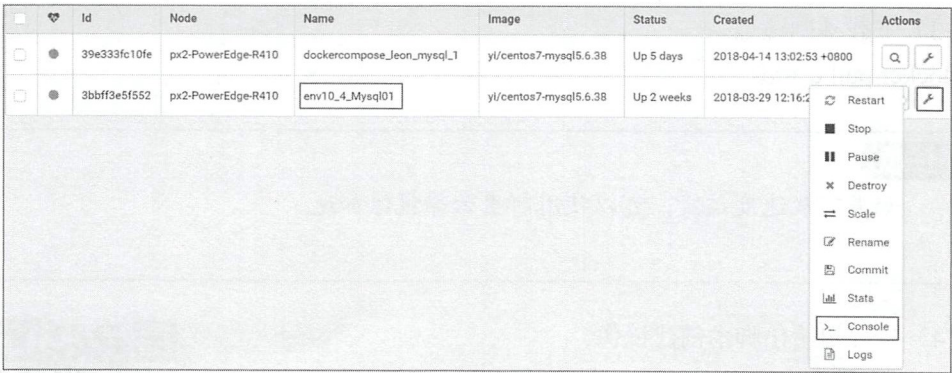 Id Node Name Image Status Created Actions
39e333fc10fe px2-PowerEdge-R410 dockercompose_leon_mysql_1 yi/centos7-mysql5.6.38 Up 5 days 2018-04-14 13:02:53 +0800
3bbff3e5f552 px2-PowerEdge-R410 env10_4_Mysql01 yi/centos7-mysql5.6.38 Up 2 weeks 2018-03-29 12:16:2
Restart
Stop
Pause
Destroy
Scale
Rename
Commit
Stats
Console
Logs